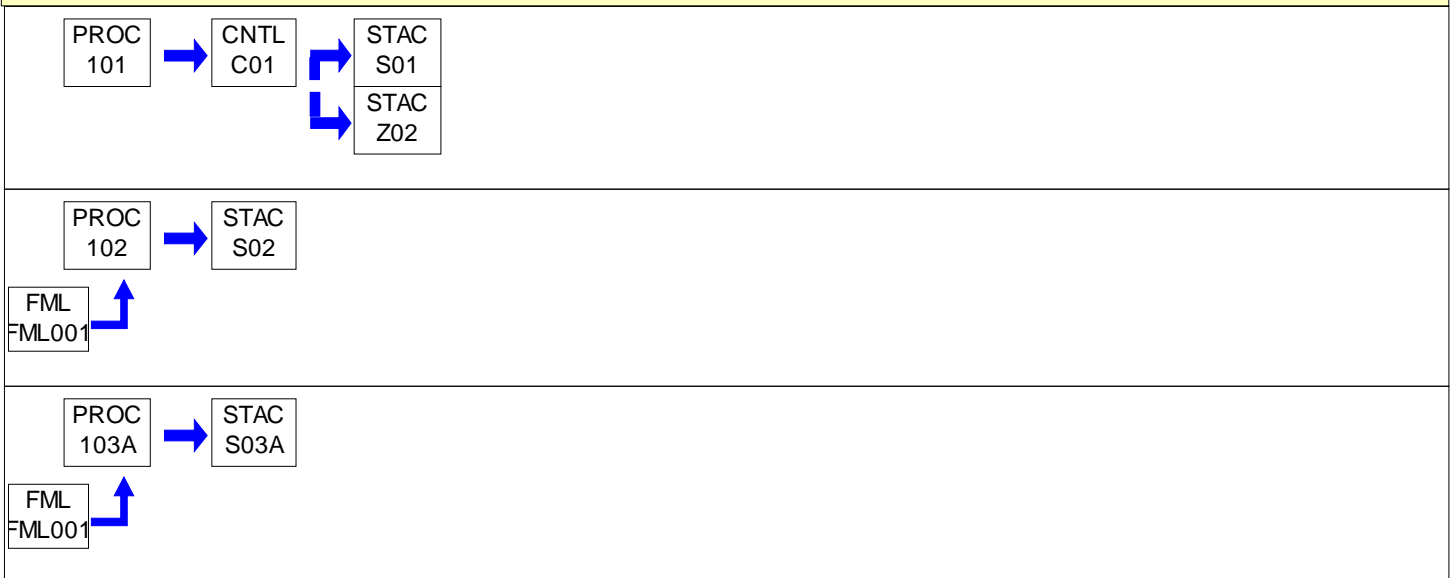 PROC
101
CNTL
C01
STAC
S01
STAC
Z02
PROC
102
STAC
S02
FML
FML001
PROC
103A
STAC
S03A
FML
FML001